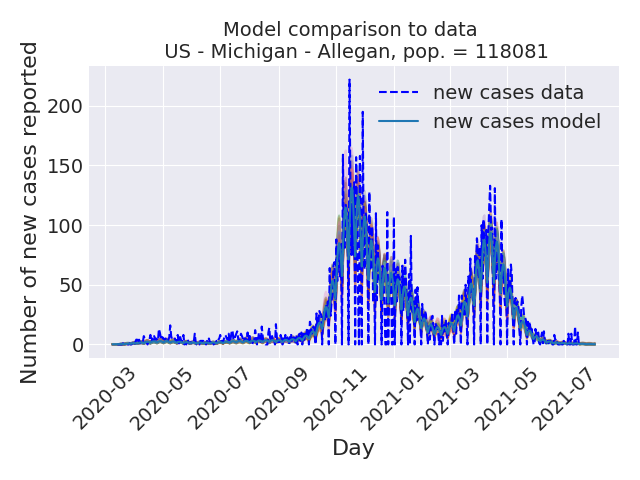 Model comparison to data
US - Michigan - Allegan, pop. = 118081
Number of new cases reported
200
150
100
50
0
new cases data
new cases model
2020-03
2020-05
2020-07
2020-09
2020-11
2021-01
2021-03
2021-05
2021-07
Day